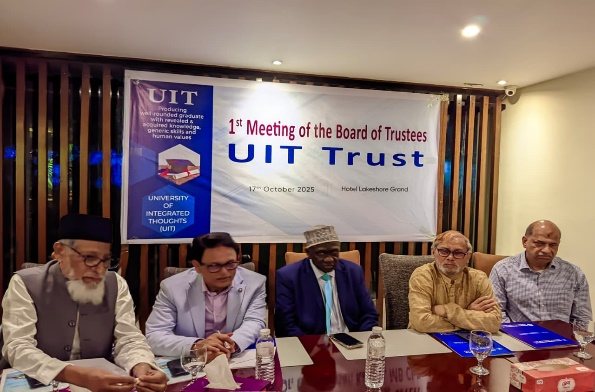 UIT
Producing
well rounded graduate
with revealed &
acquired knowledge,
generic skills and
human values
UNIVERSITY
OF
INTEGRATED
THOUGHTS
(UIT)
1st Meeting of the Board of Trustees
UIT Trust
17th October 2025 | Hotel Lakeshore Grand